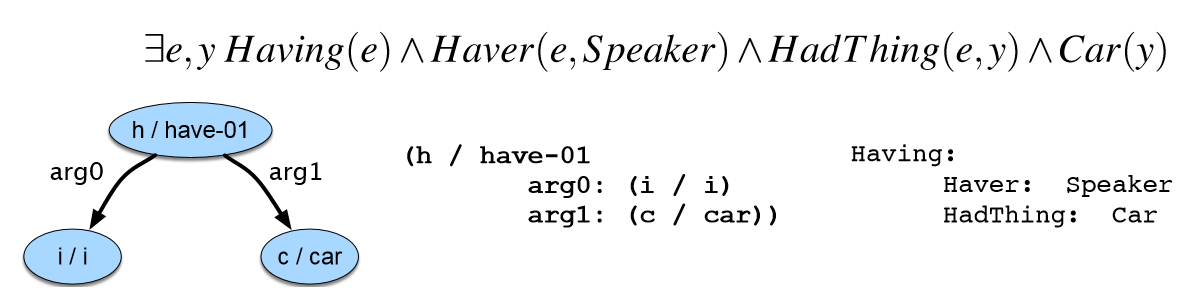 ∃e, y Having(e) ∧ Haver(e, Speaker) ∧ HadThing(e, y) ∧ Car(y)
h / have-01
arg0
arg1
i / i
c / car
(h / have-01
arg0: (i / i)
arg1: (c / car))
Having:
Haver: Speaker
HadThing: Car